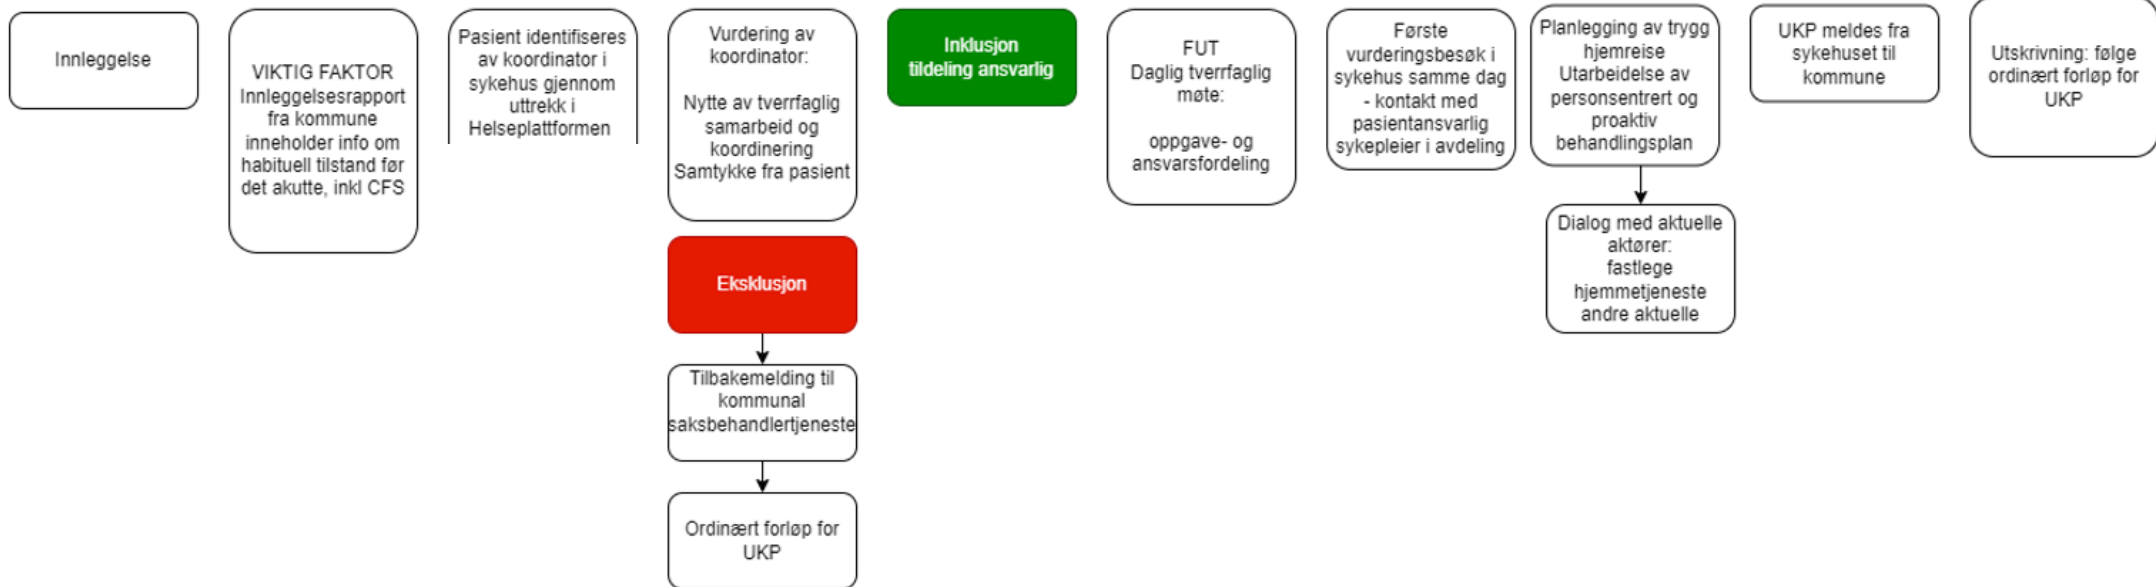 Innleggelse
VIKTIG FAKTOR
Innleggelsesrapport
fra kommune
inneholder info om
habituell tilstand før
det akutte, inkl CFS
Pasient identifiseres
av koordinator i
sykehus gjennom
uttrekk i
Helseplattformen
Vurdering av
koordinator:
Nytte av tverrfaglig
samarbeid og
koordinering
Samtykke fra pasient
Eksklusjon
Tilbakemelding til
kommunal
saksbehandlertjeneste
Ordinært forløp for
UKP
Inklusjon
tildeling ansvarlig
FUT
Daglig tverrfaglig
møte:
oppgave- og
ansvarsfordeling
Første
vurderingsbesøk i
sykehus samme dag
- kontakt med
pasientansvarlig
sykepleier i avdeling
Planlegging av trygg
hjemreise
Utarbeidelse av
personsentrert og
proaktiv
behandlingsplan
Dialog med aktuelle
aktører:
fastlege
hjemmetjeneste
andre aktuelle
UKP meldes fra
sykehuset til
kommune
Utskrivning: følge
ordinært forløp for
UKP